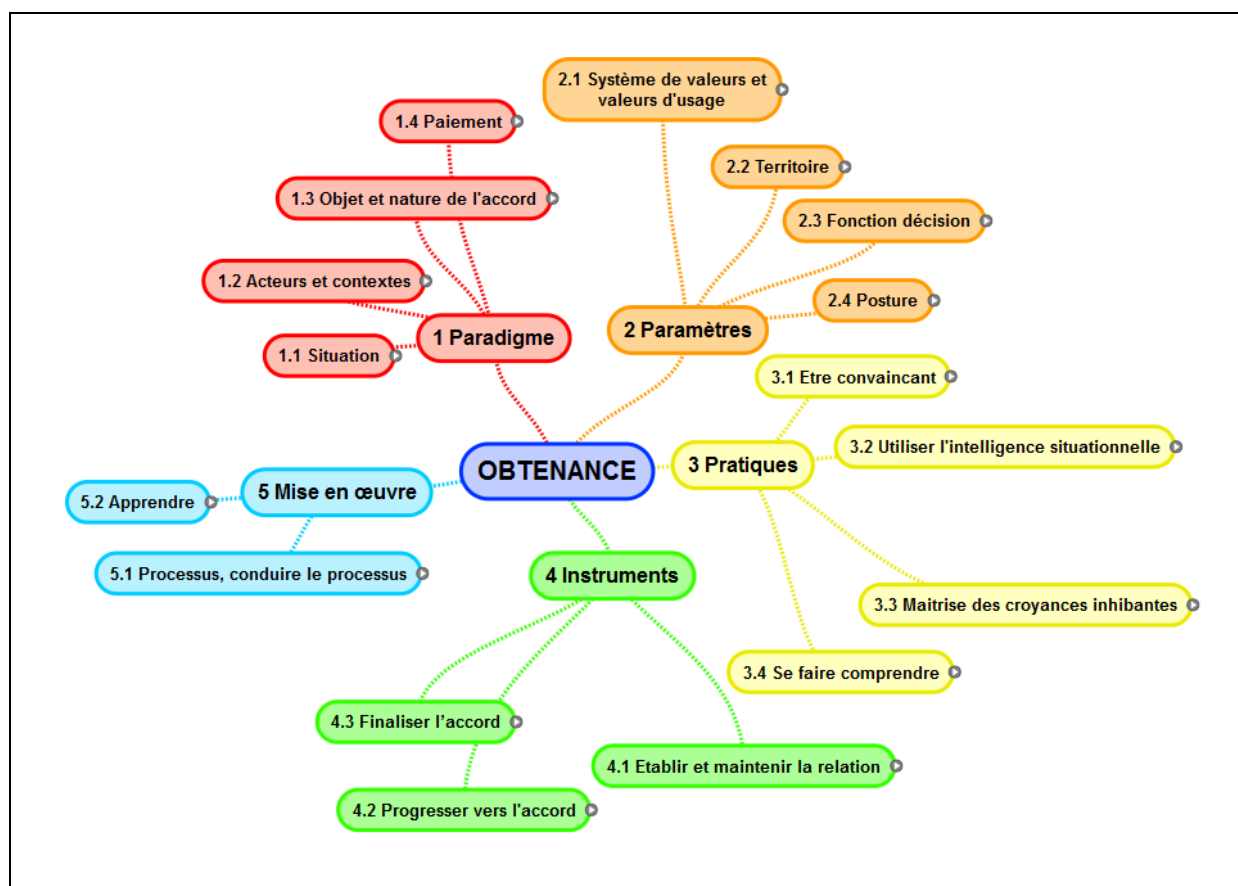 OBTENANCE
1 Paradigme
1.1 Situation
1.2 Acteurs et contextes
1.3 Objet et nature de l'accord
1.4 Paiement
2 Paramètres
2.1 Système de valeurs et
valeurs d'usage
2.2 Territoire
2.3 Fonction décision
2.4 Posture
3 Pratiques
3.1 Etre convaincant
3.2 Utiliser l'intelligence situationnelle
3.3 Maitrise des croyances inhibantes
3.4 Se faire comprendre
4 Instruments
4.1 Etablir et maintenir la relation
4.2 Progresser vers l'accord
4.3 Finaliser l’accord
5 Mise en œuvre
5.1 Processus, conduire le processus
5.2 Apprendre